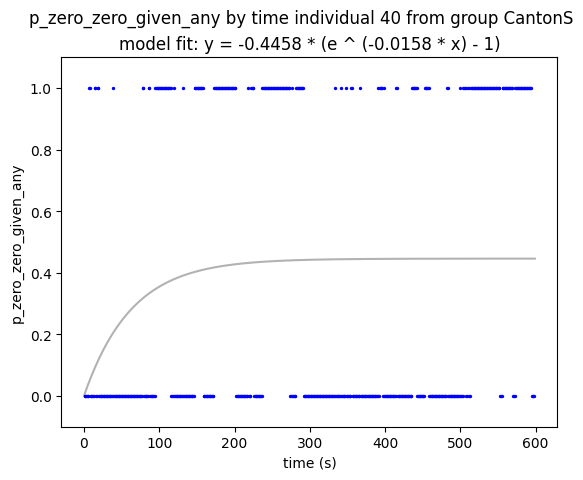 p_zero_zero_given_any by time individual 40 from group CantonS
model fit: y = -0.4458 * (e ^ (-0.0158 * x) - 1)
1.0
0.8
0.6
0.4
0.2
0.0
p_zero_zero_given_any
0 100 200 300 400 500 600
time (s)